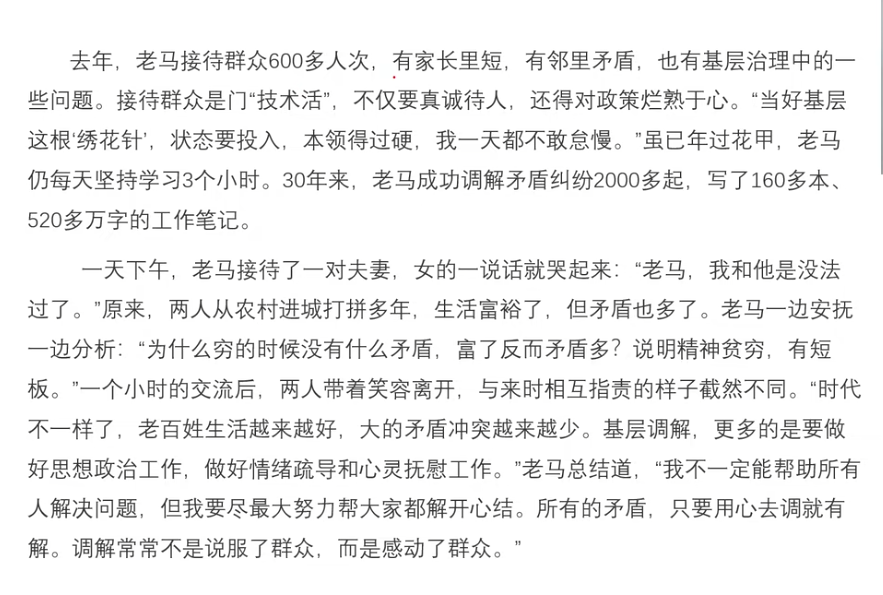 去年，老马接待群众600多人次，有家长里短，有邻里矛盾，也有基层治理中的一
些问题。接待群众是门“技术活”，不仅要真诚待人，还得对政策烂熟于心。“当好基层
这根‘绣花针’，状态要投入，本领得过硬，我一天都不敢怠慢。”虽已年过花甲，老马
仍每天坚持学习3个小时。30年来，老马成功调解矛盾纠纷2000多起，写了160多本、
520多万字的工作笔记。
一天下午，老马接待了一对夫妻，女的一说话就哭起来：“老马，我和他是没法
过了。”原来，两人从农村进城打拼多年，生活富裕了，但矛盾也多了。老马一边安抚
一边分析：“为什么穷的时候没有什么矛盾，富了反而矛盾多？说明精神贫穷，有短
板。”一个小时的交流后，两人带着笑容离开，与来时相互指责的样子截然不同。“时代
不一样了，老百姓生活越来越好，大的矛盾冲突越来越少。基层调解，更多的是要做
好思想政治工作，做好情绪疏导和心灵抚慰工作。”老马总结道，“我不一定能帮助所有
人解决问题，但我要尽最大努力帮大家都解开心结。所有的矛盾，只要用心去调就有
解。调解常常不是说服了群众，而是感动了群众。”